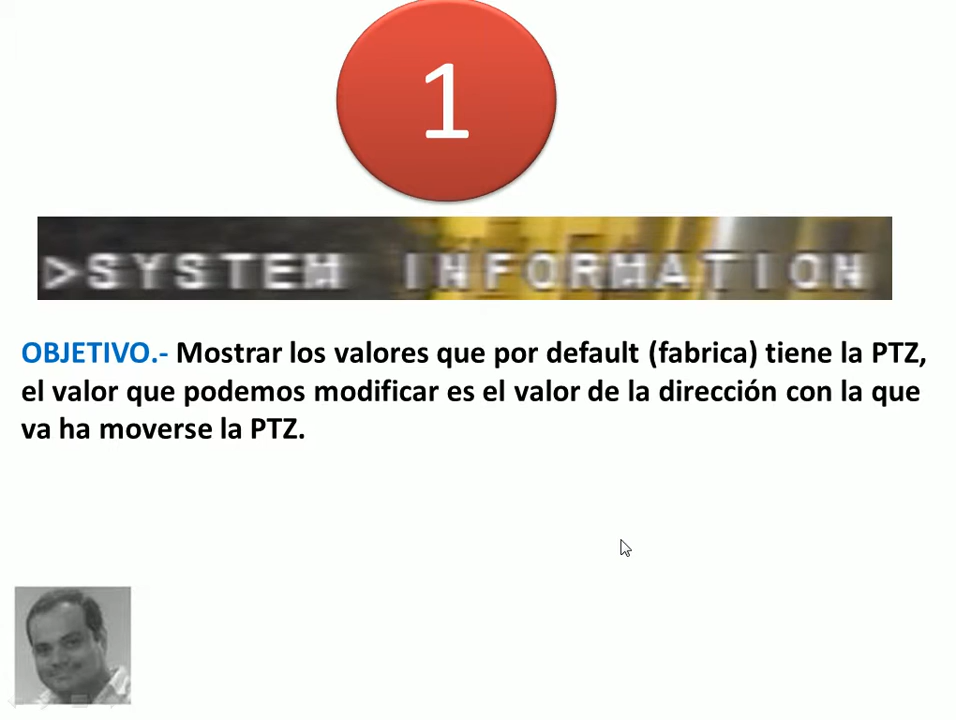 1
>SYSTEM INFORMATION
OBJETIVO.- Mostrar los valores que por default (fabrica) tiene la PTZ,
el valor que podemos modificar es el valor de la dirección con la que
va ha moverse la PTZ.